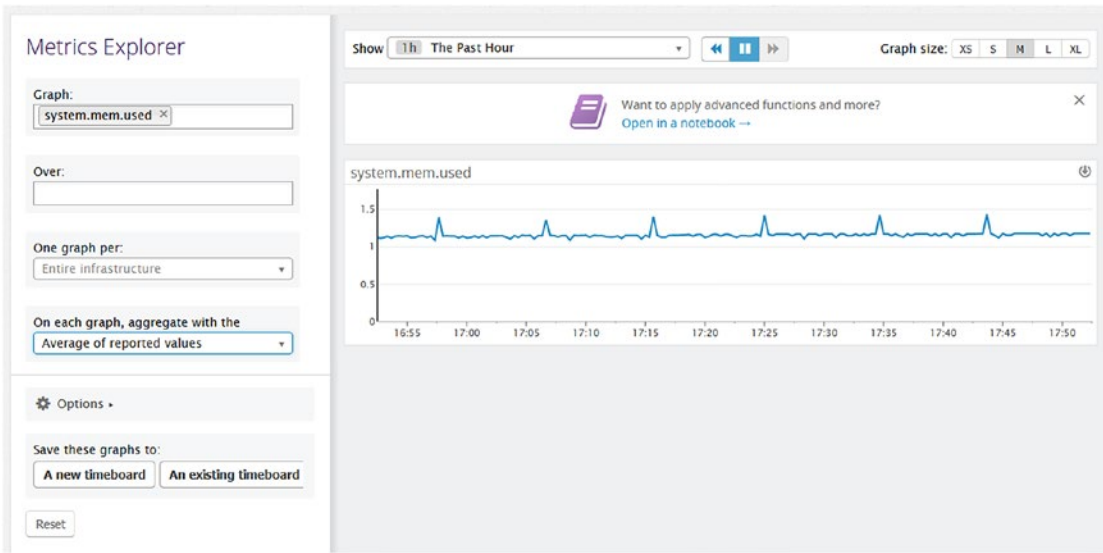 Metrics Explorer
Graph:
system.mem.used ×
Over:
One graph per:
Entire infrastructure
On each graph, aggregate with the
Average of reported values
Options
Save these graphs to:
A new timeboard An existing timeboard
Reset
Show 1h The Past Hour
Graph size: XS S M L XL
Want to apply advanced functions and more?
Open in a notebook →
system.mem.used
1.5
1
0.5
0
16:55 17:00 17:05 17:10 17:15 17:20 17:25 17:30 17:35 17:40 17:45 17:50